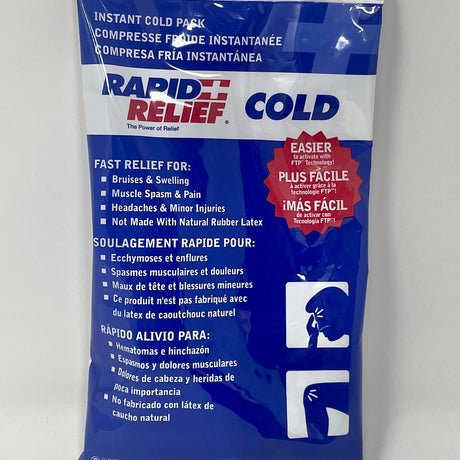 INSTANT COLD PACK
COMPRESSE FROIDE INSTANTANÉE
COMPRESA FRÍA INSTANTÁNEA
RAPID
RELIEF®
The Power of Relief
COLD
EASIER
to activate with
FTP™ Technology!
PLUS FACILE
à activer grâce à la
technologie FTP™!
¡MÁS FÁCIL
de activar con
Tecnología FTP™!
FAST RELIEF FOR:
Bruises & Swelling
Muscle Spasm & Pain
Headaches & Minor Injuries
Not Made With Natural Rubber Latex
SOULAGEMENT RAPIDE POUR:
Ecchymoses et enflures
Spasmes musculaires et douleurs
Maux de tête et blessures mineures
Ce produit n'est pas fabriqué avec
du latex de caoutchouc naturel
RÁPIDO ALIVIO PARA:
Hematomas e hinchazón
Espasmos y dolores musculares
Dolores de cabeza y heridas de
poca importancia
No fabricado con látex de
caucho natural